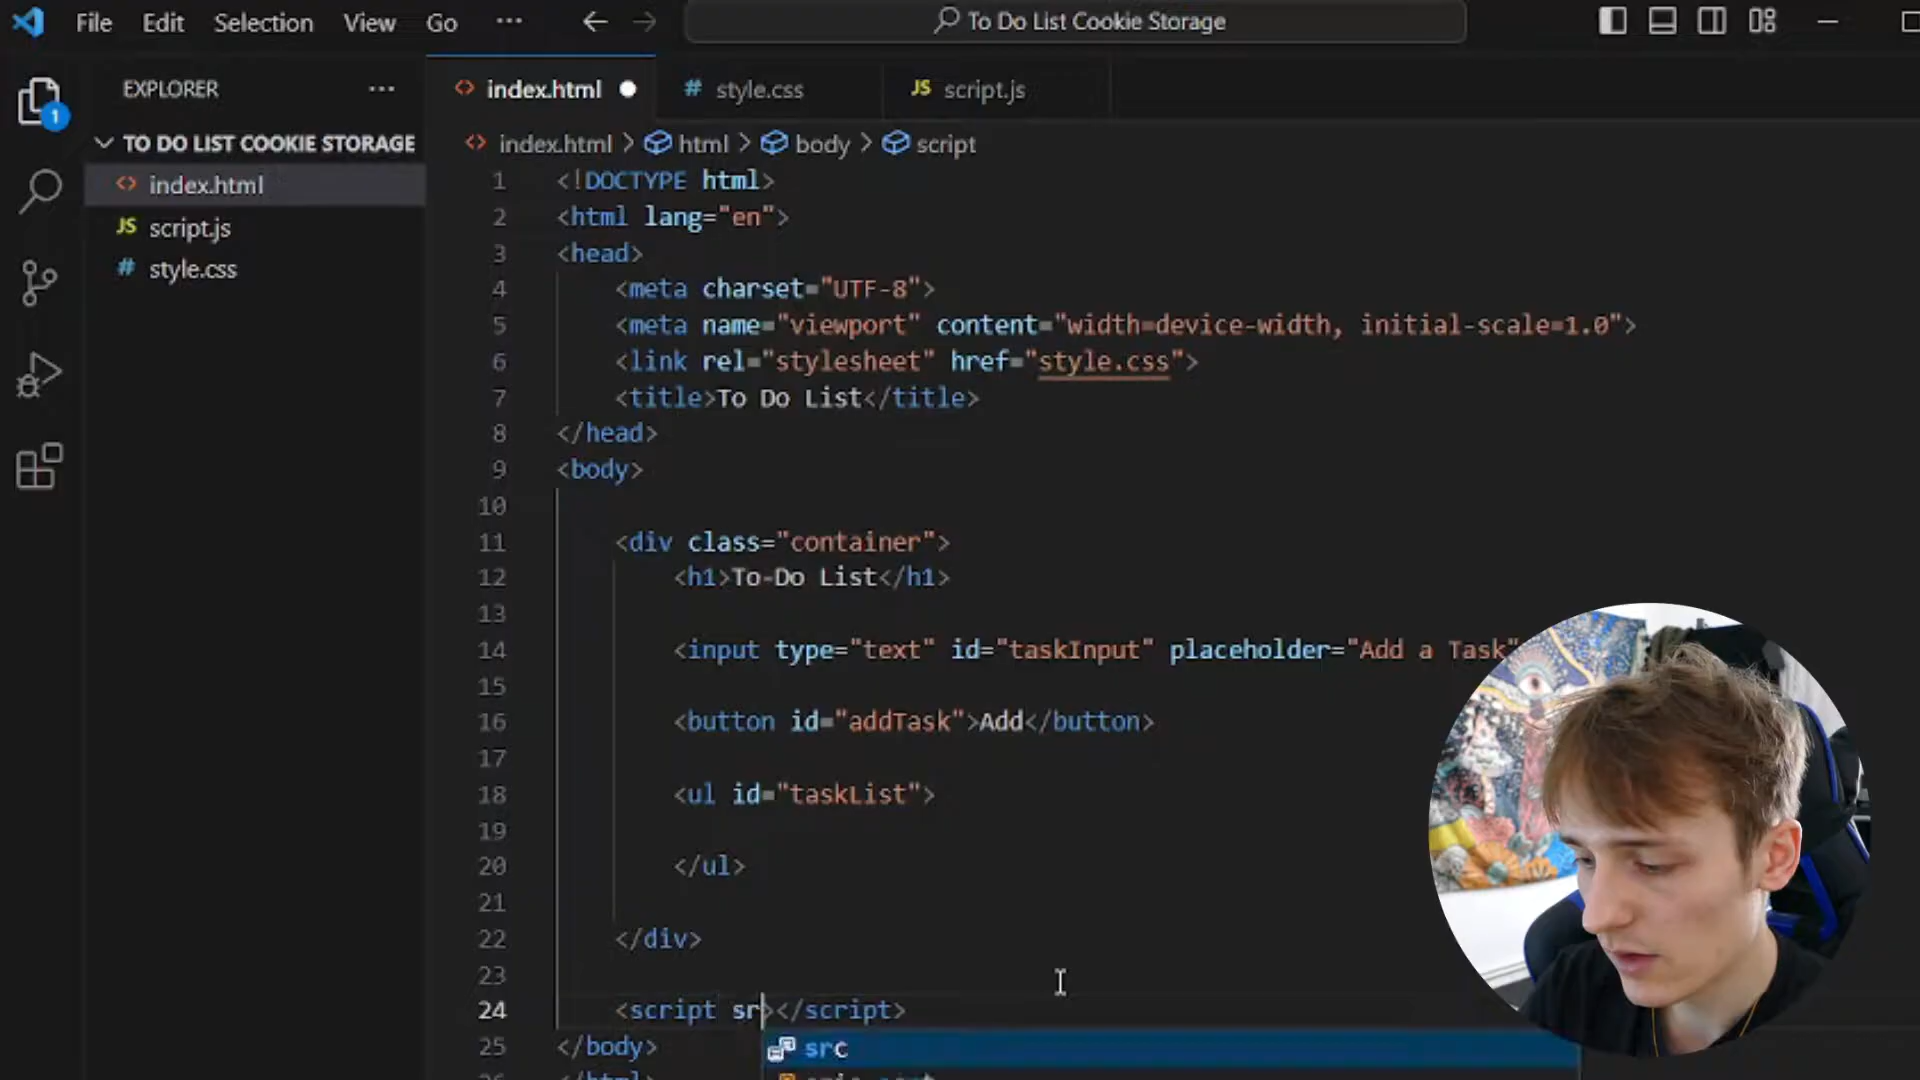 File Edit Selection View Go ··· To Do List Cookie Storage
EXPLORER ···
index.html
# style.css
JS script.js
1
TO DO LIST COOKIE STORAGE
index.html
JS script.js
# style.css
index.html > html > body > script
1 <!DOCTYPE html>
2 <html lang="en">
3 <head>
4 <meta charset="UTF-8">
5 <meta name="viewport" content="width=device-width, initial-scale=1.0">
6 <link rel="stylesheet" href="style.css">
7 <title>To Do List</title>
8 </head>
9 <body>
10
11 <div class="container">
12 <h1>To-Do List</h1>
13
14 <input type="text" id="taskInput" placeholder="Add a Task"
15
16 <button id="addTask">Add</button>
17
18 <ul id="taskList">
19
20 </ul>
21
22 </div>
23
24 <script sr></script>
src
25 </body>